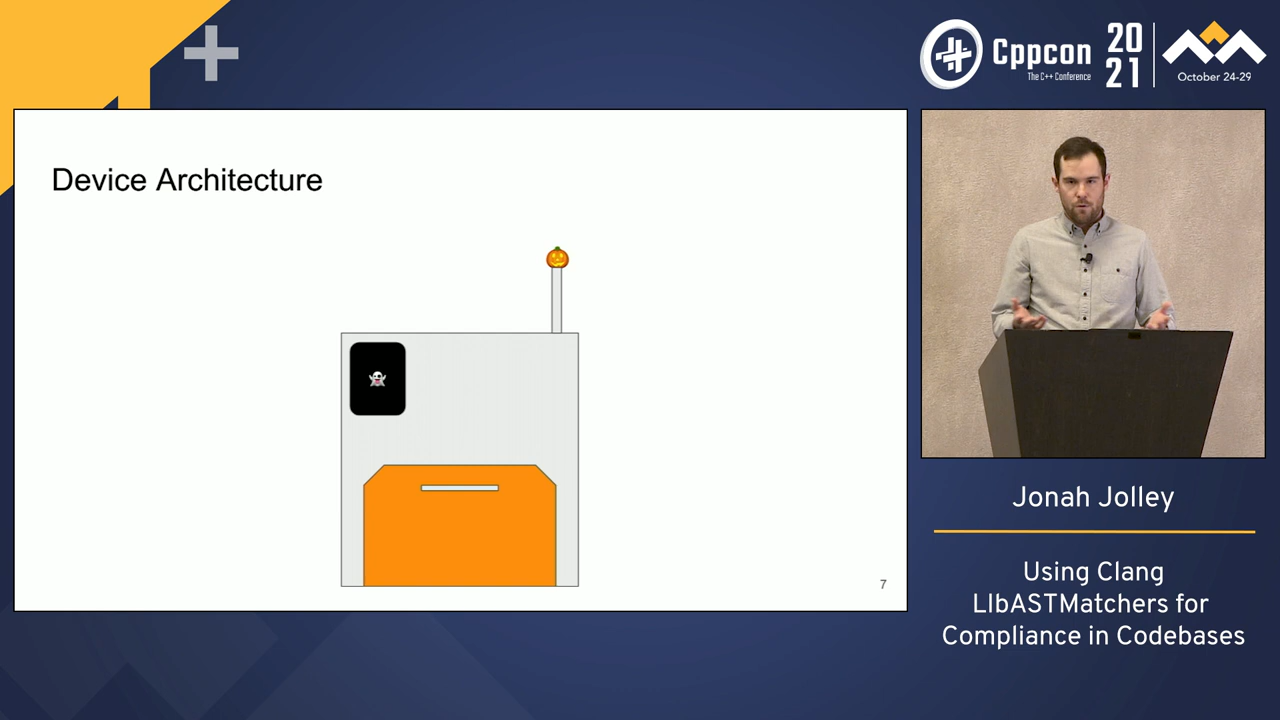 Cppcon
The C++ Conference
20
21
October 24-29
Device Architecture
7
Jonah Jolley
Using Clang
LIbASTMatchers for
Compliance in Codebases